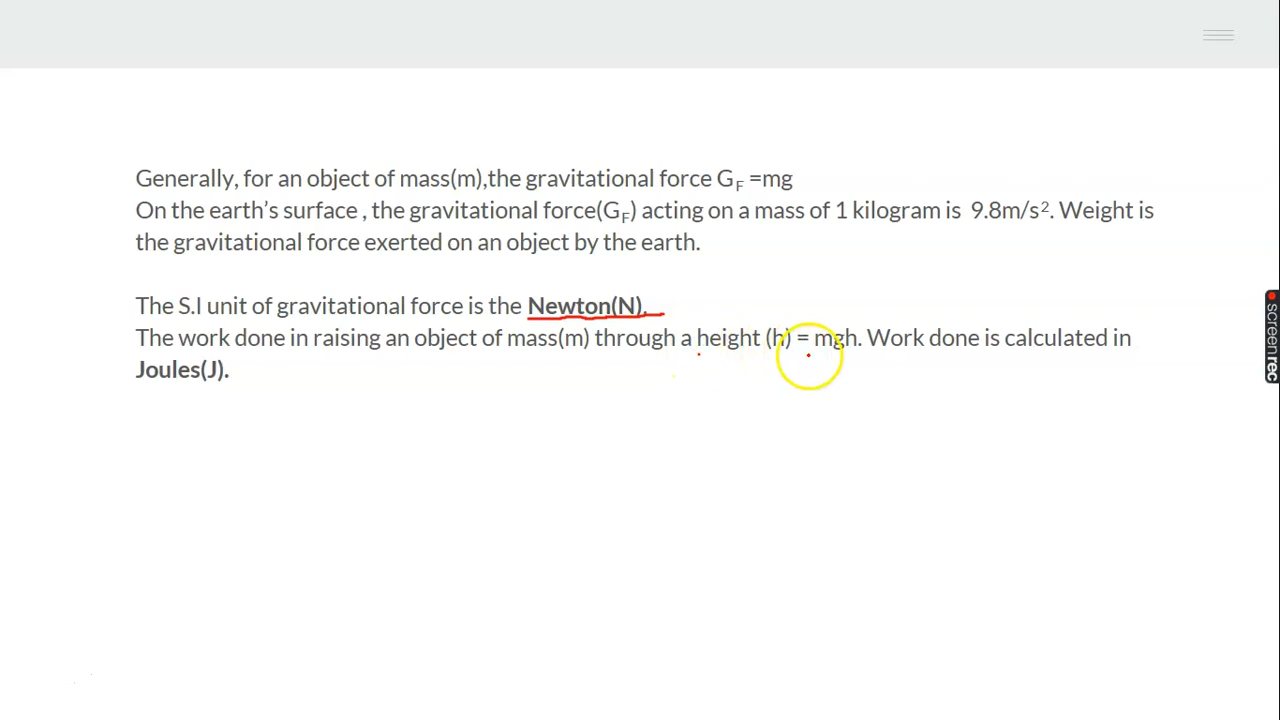 Generally, for an object of mass(m),the gravitational force G_F =mg
On the earth’s surface , the gravitational force(G_F) acting on a mass of 1 kilogram is 9.8m/s². Weight is
the gravitational force exerted on an object by the earth.
The S.I unit of gravitational force is the Newton(N).
The work done in raising an object of mass(m) through a height (h) = mgh. Work done is calculated in
Joules(J).
screenrec